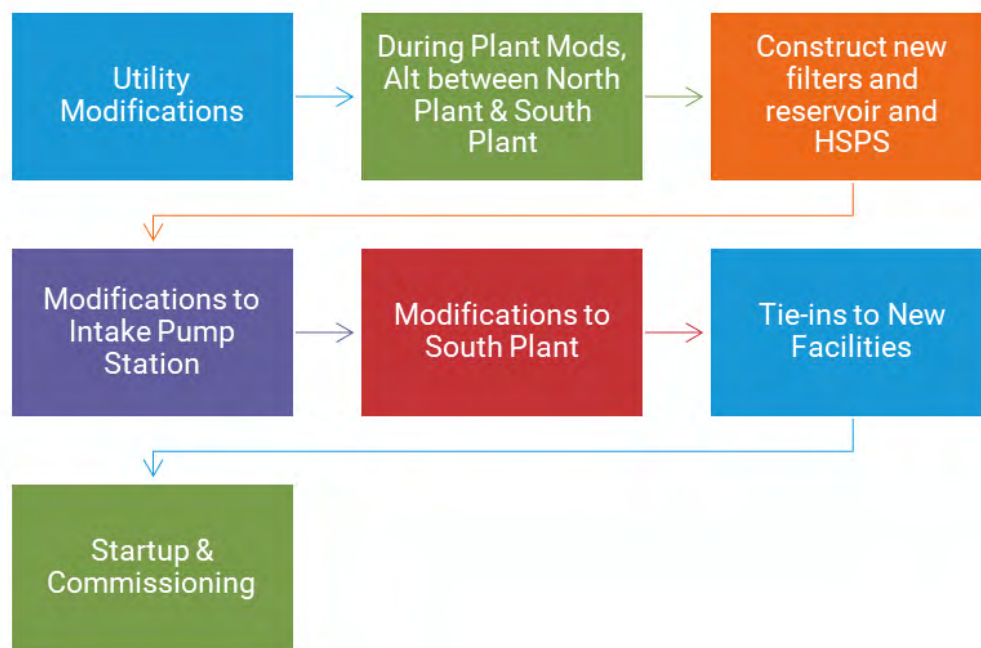 Utility
Modifications
During Plant Mods,
Alt between North
Plant & South
Plant
Construct new
filters and
reservoir and
HSPS
Modifications to
Intake Pump
Station
Modifications to
South Plant
Tie-ins to New
Facilities
Startup &
Commissioning